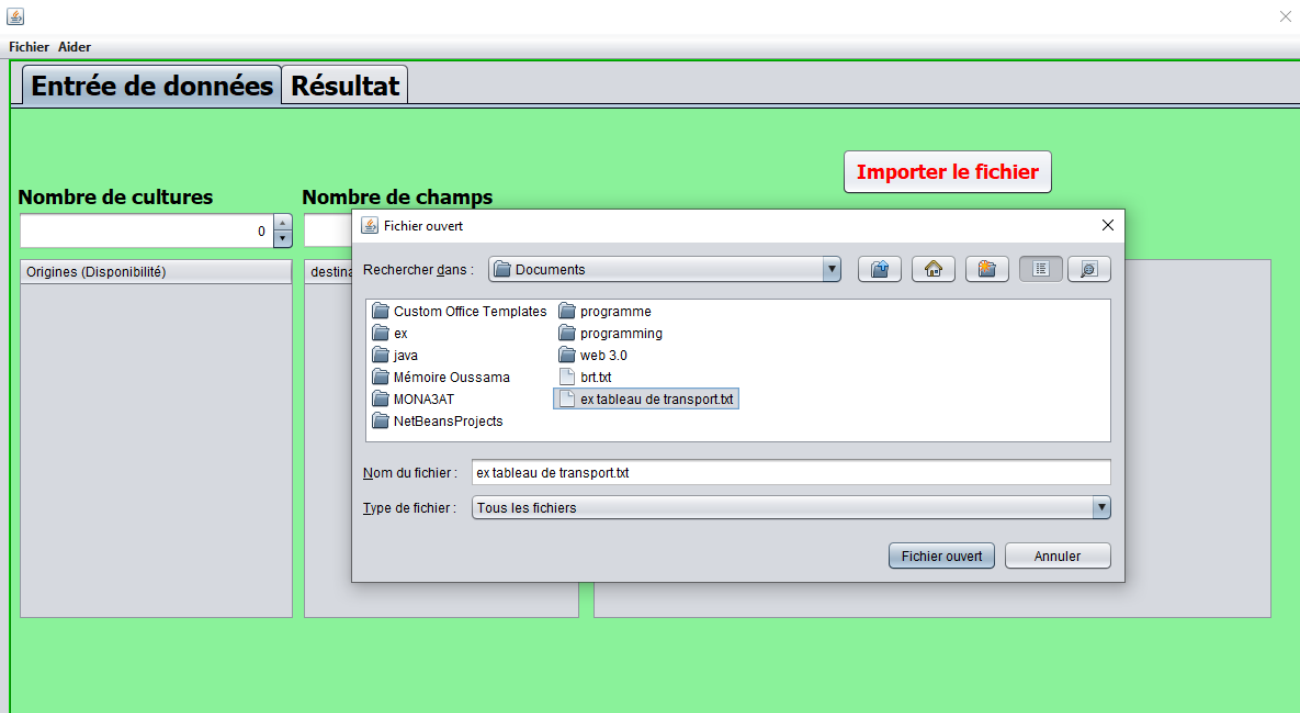 Fichier Aider
Entrée de données Résultat
Importer le fichier
Nombre de cultures Nombre de champs
0
Origines (Disponibilité)
Fichier ouvert
Rechercher dans : Documents
Custom Office Templates programme
ex programming
java web 3.0
Mémoire Oussama brt.txt
MONA3AT ex tableau de transport.txt
NetBeansProjects
Nom du fichier : ex tableau de transport.txt
Type de fichier : Tous les fichiers
Fichier ouvert Annuler